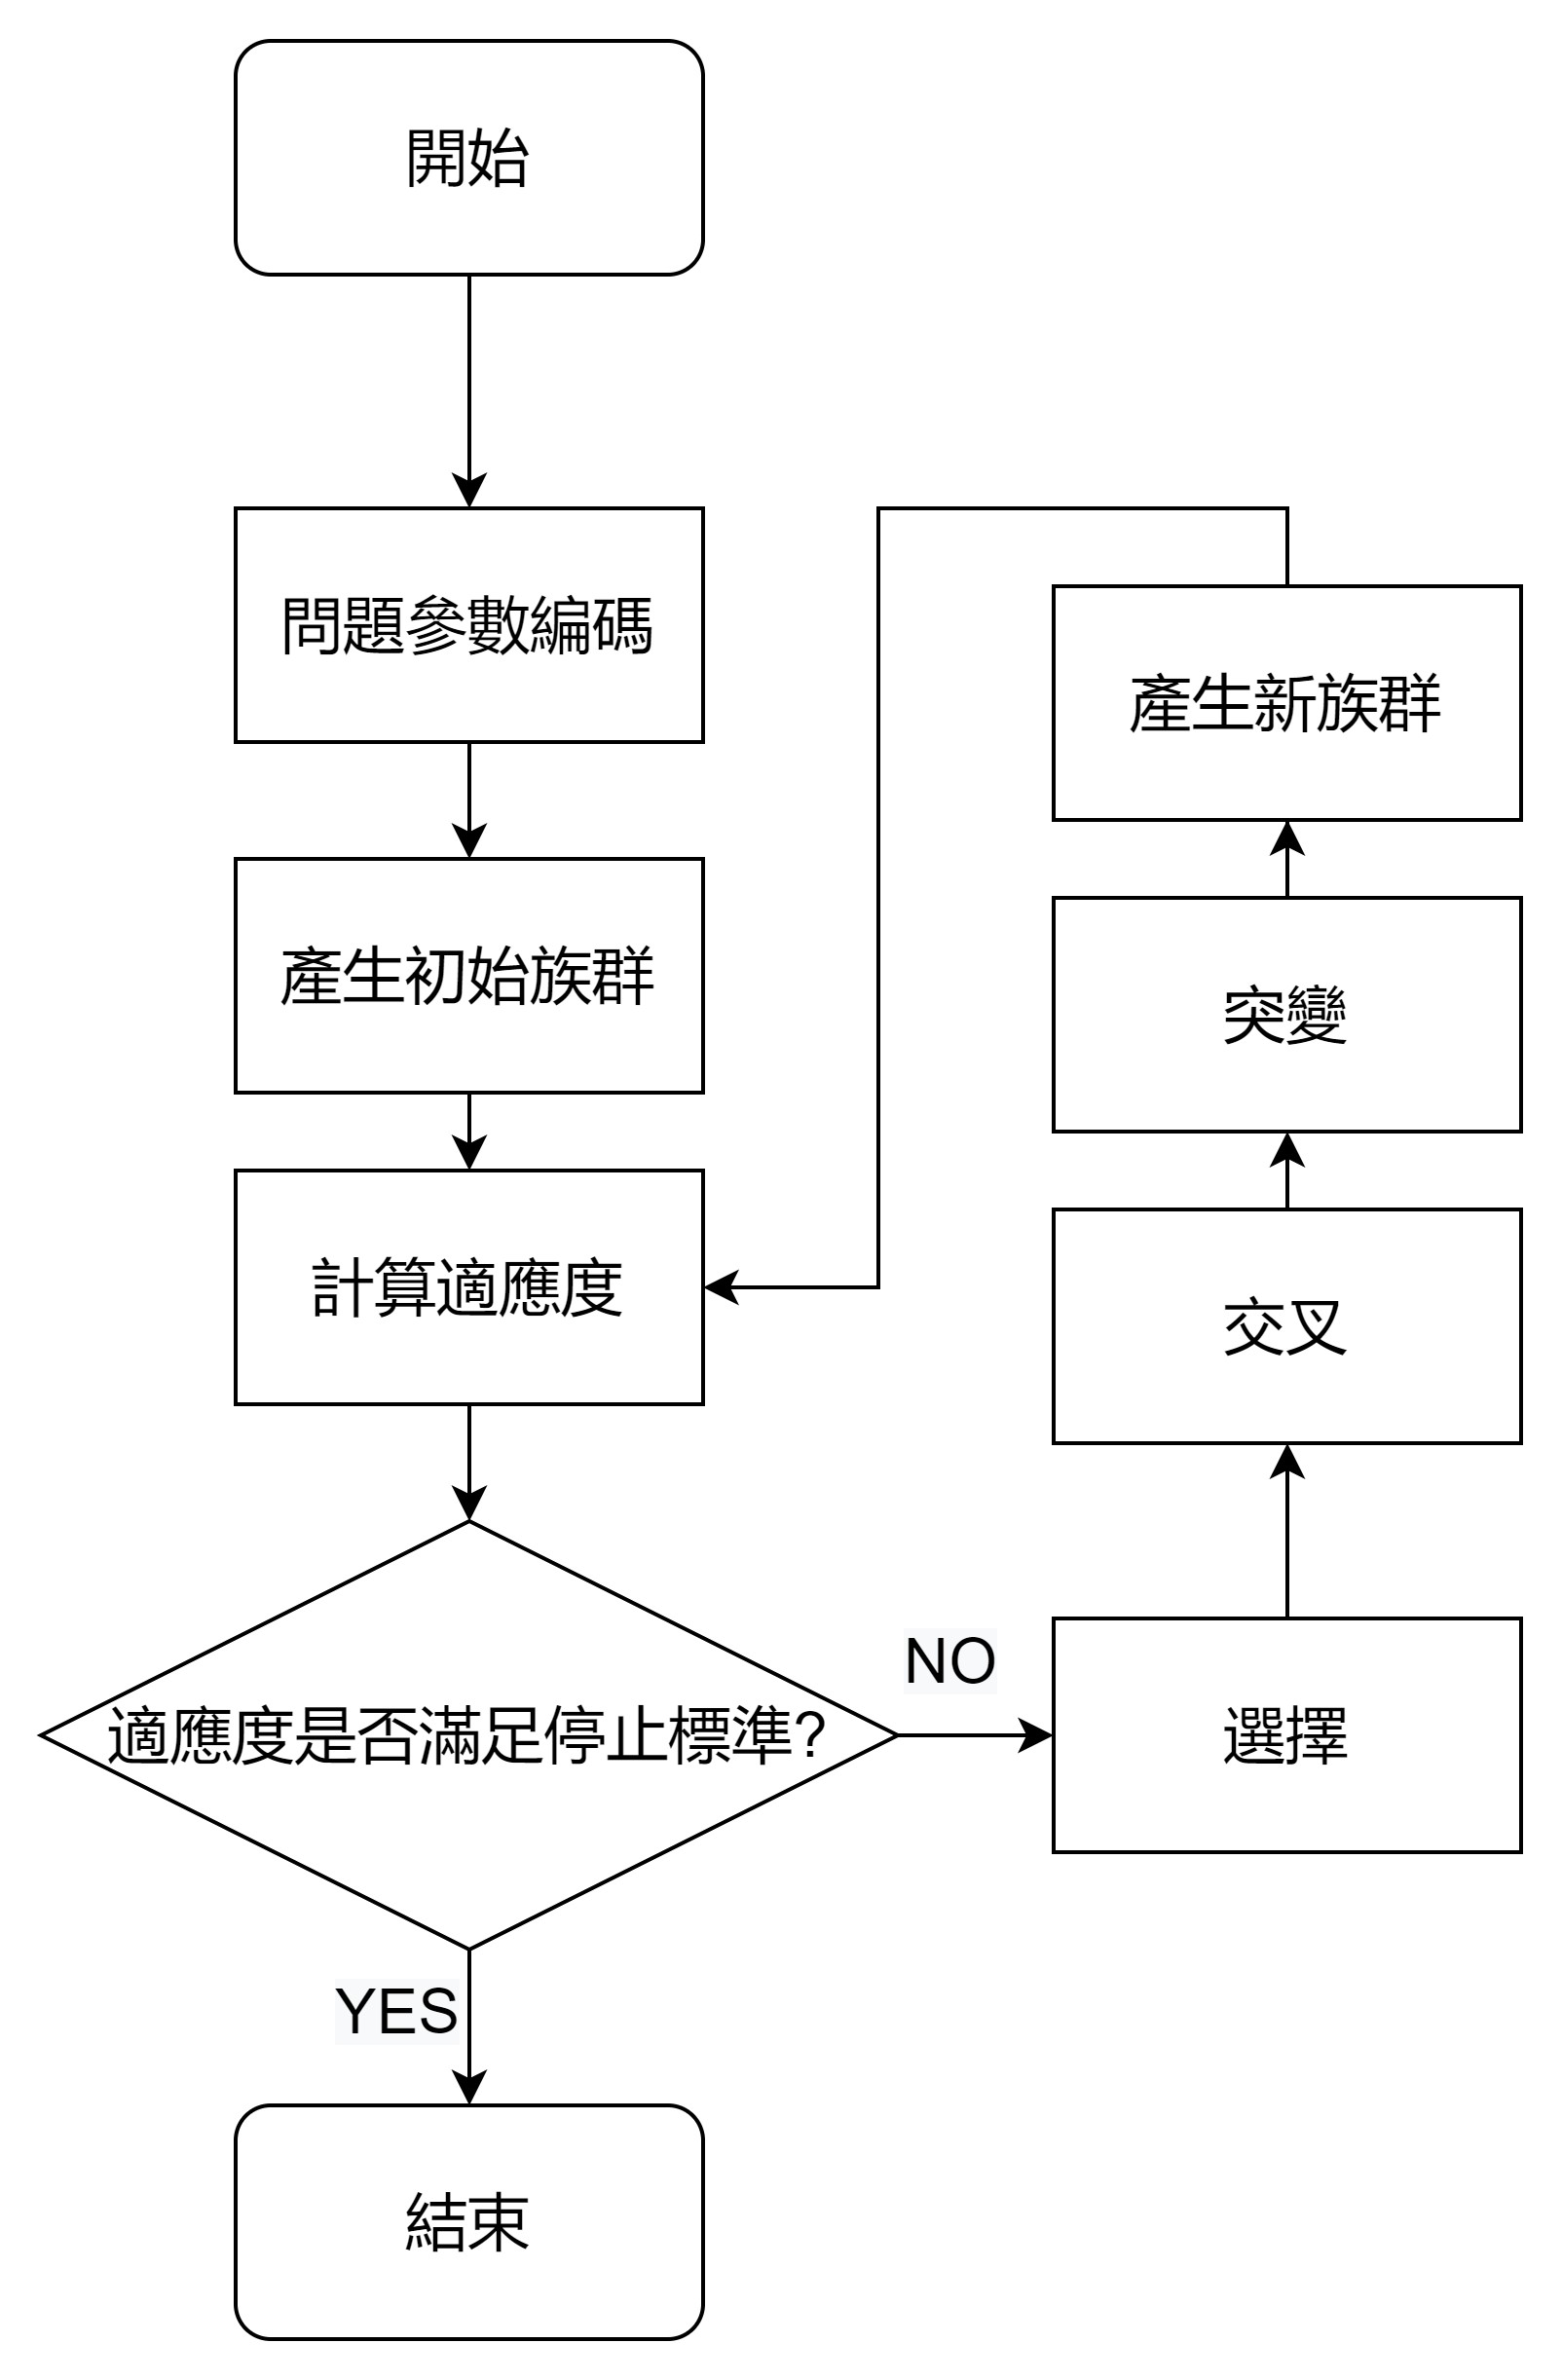 開始
問題參數編碼
產生初始族群
計算適應度
適應度是否滿足停止標準?
NO
選擇
交叉
突變
產生新族群
YES
結束